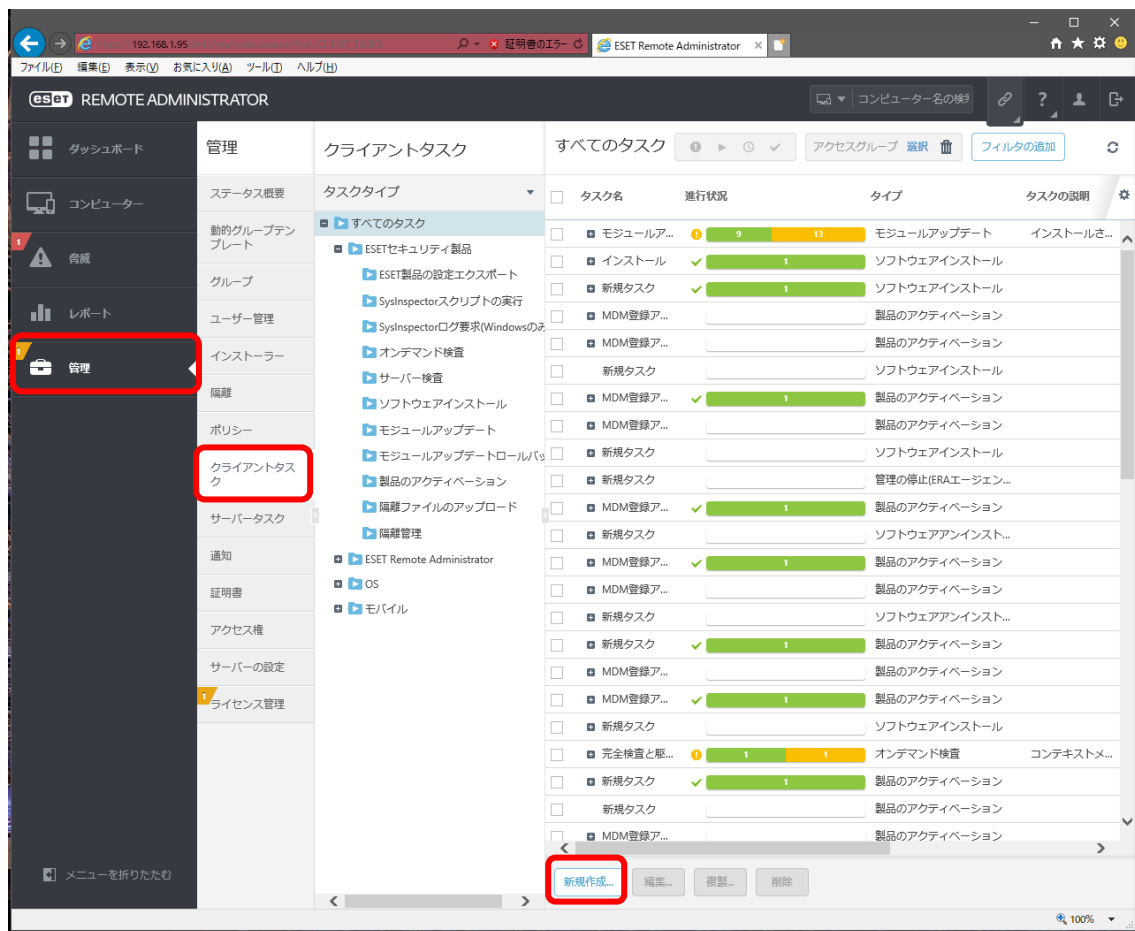 192.168.1.95
証明書のエラー
ESET Remote Administrator
ファイル(F) 編集(E) 表示(V) お気に入り(A) ツール(T) ヘルプ(H)
eset REMOTE ADMINISTRATOR
コンピューター名の検
ダッシュボード
コンピューター
1
脅威
レポート
1
管理
メニューを折りたたむ
管理
ステータス概要
動的グループテン
プレート
グループ
ユーザー管理
インストーラー
隔離
ポリシー
クライアントタス
ク
サーバータスク
通知
証明書
アクセス権
サーバーの設定
1
ライセンス管理
クライアントタスク
タスクタイプ
すべてのタスク
ESETセキュリティ製品
ESET製品の設定エクスポート
SysInspectorスクリプトの実行
SysInspectorログ要求(Windowsのみ
オンデマンド検査
サーバー検査
ソフトウェアインストール
モジュールアップデート
モジュールアップデートロールバッ
製品のアクティベーション
隔離ファイルのアップロード
隔離管理
ESET Remote Administrator
OS
モバイル
すべてのタスク アクセスグループ 選択 フィルタの追加
タスク名 進行状況 タイプ タスクの説明
モジュールア... 9 13 モジュールアップデート インストールさ...
インストール 1 ソフトウェアインストール
新規タスク 1 ソフトウェアインストール
MDM登録ア... 製品のアクティベーション
MDM登録ア... 製品のアクティベーション
新規タスク ソフトウェアインストール
MDM登録ア... 1 製品のアクティベーション
MDM登録ア... 製品のアクティベーション
新規タスク ソフトウェアインストール
新規タスク 管理の停止(ERAエージェン...
MDM登録ア... 1 製品のアクティベーション
新規タスク ソフトウェアアンインスト...
MDM登録ア... 1 製品のアクティベーション
MDM登録ア... 製品のアクティベーション
新規タスク ソフトウェアアンインスト...
新規タスク 1 製品のアクティベーション
MDM登録ア... 製品のアクティベーション
MDM登録ア... 1 製品のアクティベーション
新規タスク ソフトウェアインストール
完全検査と駆... 1 1 オンデマンド検査 コンテキストメ...
新規タスク 1 製品のアクティベーション
新規タスク 製品のアクティベーション
MDM登録ア... 製品のアクティベーション
新規作成... 編集... 複製... 削除
100%